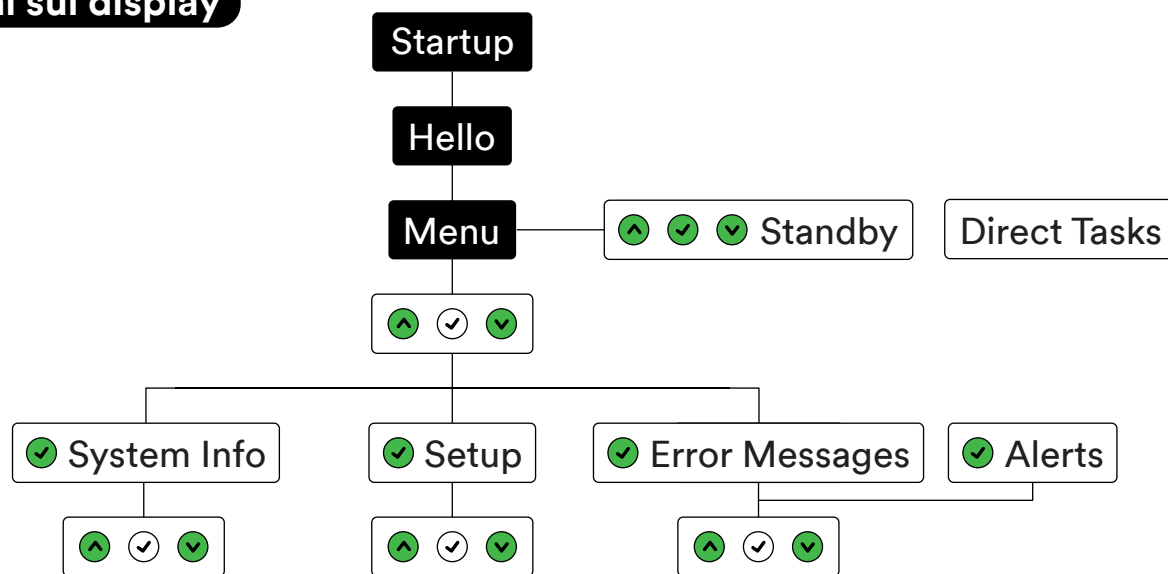 sul display
Startup
Hello
Menu
Standby
Direct Tasks
System Info
Setup
Error Messages
Alerts